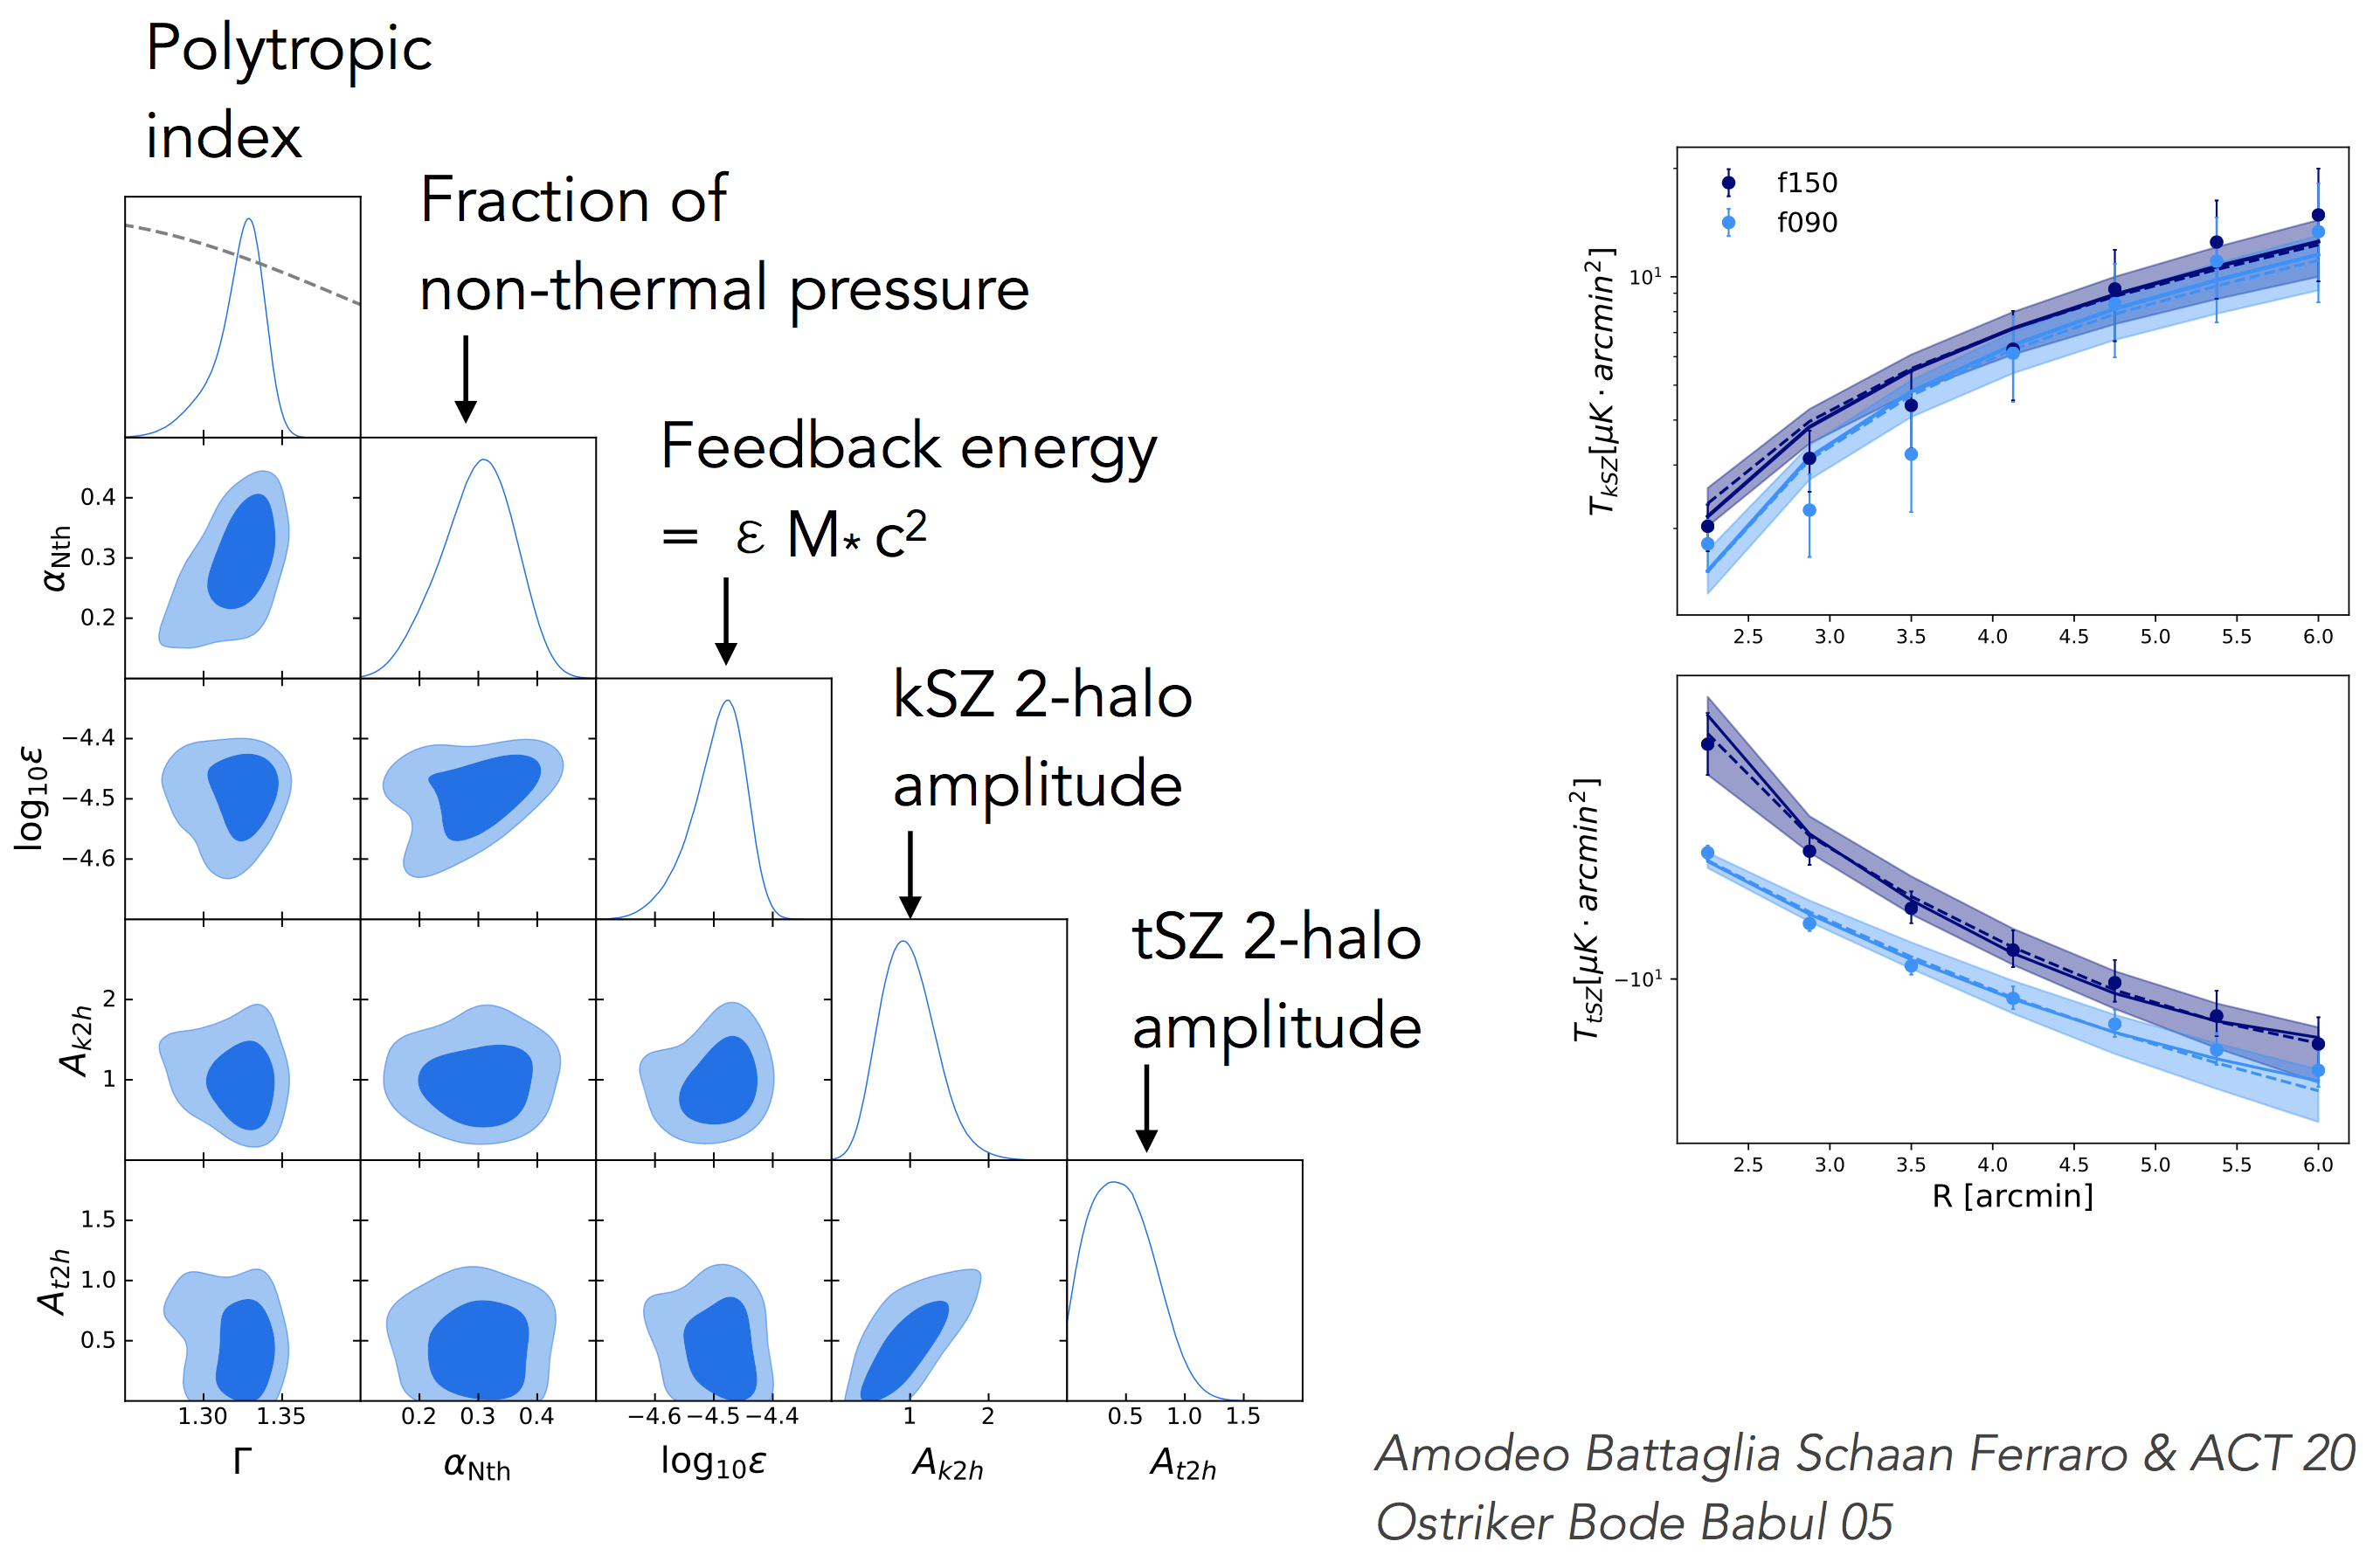 Polytropic
index
Fraction of
non-thermal pressure
Feedback energy
= ε M* c²
kSZ 2-halo
amplitude
tSZ 2-halo
amplitude
α_Nth
0.4
0.3
0.2
log₁₀ε
−4.4
−4.5
−4.6
A_k2h
2
1
A_t2h
1.5
1.0
0.5
1.30 1.35
0.2 0.3 0.4
−4.6 −4.5 −4.4
1 2
0.5 1.0 1.5
Γ
α_Nth
log₁₀ε
A_k2h
A_t2h
f150
f090
T_kSZ[μK · arcmin²]
10¹
2.5 3.0 3.5 4.0 4.5 5.0 5.5 6.0
T_tSZ[μK · arcmin²]
−10¹
2.5 3.0 3.5 4.0 4.5 5.0 5.5 6.0
R [arcmin]
Amodeo Battaglia Schaan Ferraro & ACT 20
Ostriker Bode Babul 05